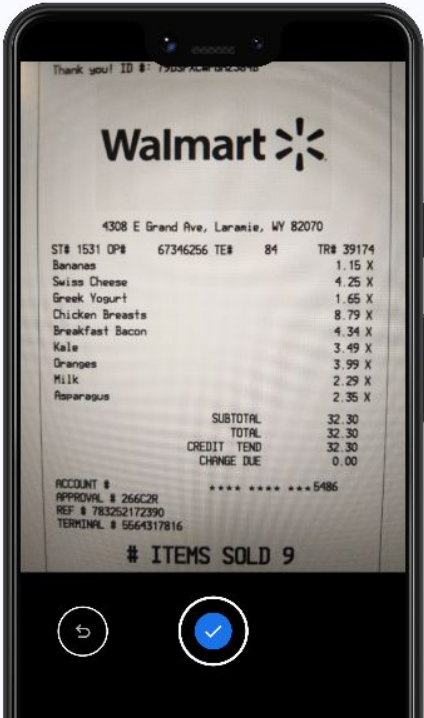 Thank you! ID #:
Walmart
4308 E Grand Ave, Laramie, WY 82070
ST# 1531 OP# 67346256 TE# 84 TR# 39174
Bananas 1.15 X
Swiss Cheese 4.25 X
Greek Yogurt 1.65 X
Chicken Breasts 8.79 X
Breakfast Bacon 4.34 X
Kale 3.49 X
Oranges 3.99 X
Milk 2.29 X
Asparagus 2.35 X
SUBTOTAL 32.30
TOTAL 32.30
CREDIT TEND 32.30
CHANGE DUE 0.00
ACCOUNT # **** **** ***5486
APPROVAL # 266C2R
REF # 783252172390
TERMINAL # 5564317816
# ITEMS SOLD 9